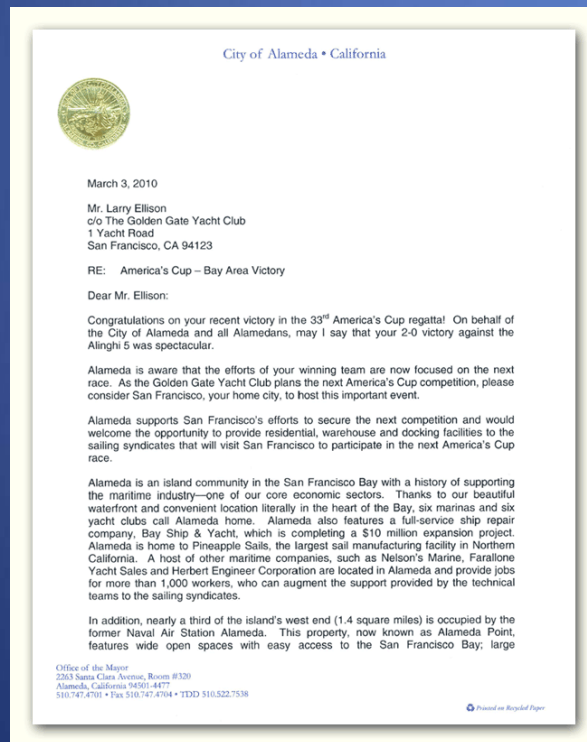 City of Alameda • California
March 3, 2010
Mr. Larry Ellison
c/o The Golden Gate Yacht Club
1 Yacht Road
San Francisco, CA 94123
RE: America's Cup – Bay Area Victory
Dear Mr. Ellison:
Congratulations on your recent victory in the 33rd America's Cup regatta! On behalf of
the City of Alameda and all Alamedans, may I say that your 2-0 victory against the
Alinghi 5 was spectacular.
Alameda is aware that the efforts of your winning team are now focused on the next
race. As the Golden Gate Yacht Club plans the next America's Cup competition, please
consider San Francisco, your home city, to host this important event.
Alameda supports San Francisco's efforts to secure the next competition and would
welcome the opportunity to provide residential, warehouse and docking facilities to the
sailing syndicates that will visit San Francisco to participate in the next America's Cup
race.
Alameda is an island community in the San Francisco Bay with a history of supporting
the maritime industry—one of our core economic sectors. Thanks to our beautiful
waterfront and convenient location literally in the heart of the Bay, six marinas and six
yacht clubs call Alameda home. Alameda also features a full-service ship repair
company, Bay Ship & Yacht, which is completing a $10 million expansion project.
Alameda is home to Pineapple Sails, the largest sail manufacturing facility in Northern
California. A host of other maritime companies, such as Nelson's Marine, Farallone
Yacht Sales and Herbert Engineer Corporation are located in Alameda and provide jobs
for more than 1,000 workers, who can augment the support provided by the technical
teams to the sailing syndicates.
In addition, nearly a third of the island's west end (1.4 square miles) is occupied by the
former Naval Air Station Alameda. This property, now known as Alameda Point,
features wide open spaces with easy access to the San Francisco Bay; large
Office of the Mayor
2263 Santa Clara Avenue, Room #320
Alameda, California 94501-4477
510.747.4701 • Fax 510.747.4704 • TDD 510.522.7538
Printed on Recycled Paper